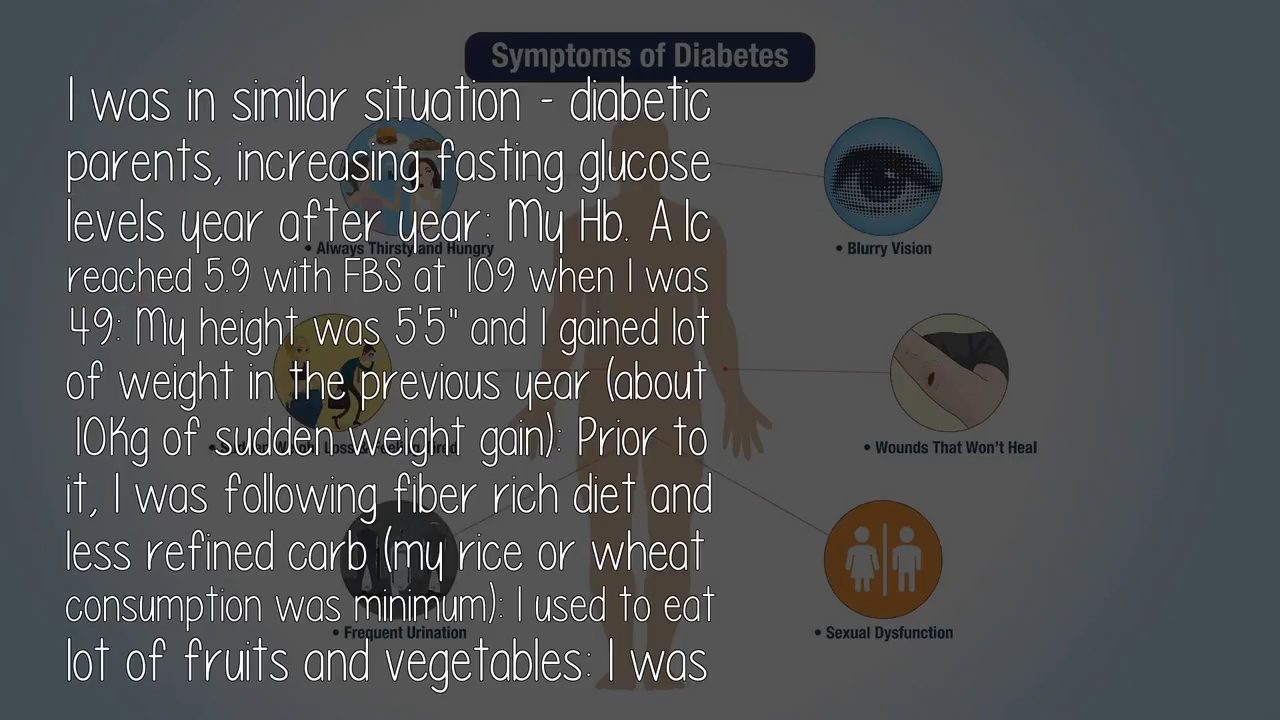 Symptoms of Diabetes
I was in similar situation - diabetic
parents, increasing fasting glucose
levels year after year: My Hb. A 1c
reached 5.9 with FBS at 109 when I was
49: My height was 5'5" and I gained lot
of weight in the previous year (about
10Kg of sudden weight gain): Prior to
it, I was following fiber rich diet and
less refined carb (my rice or wheat
consumption was minimum): I used to eat
lot of fruits and vegetables: I was
• Always Thirsty and Hungry
• Blurry Vision
• Wounds That Won't Heal
• Frequent Urination
• Sexual Dysfunction